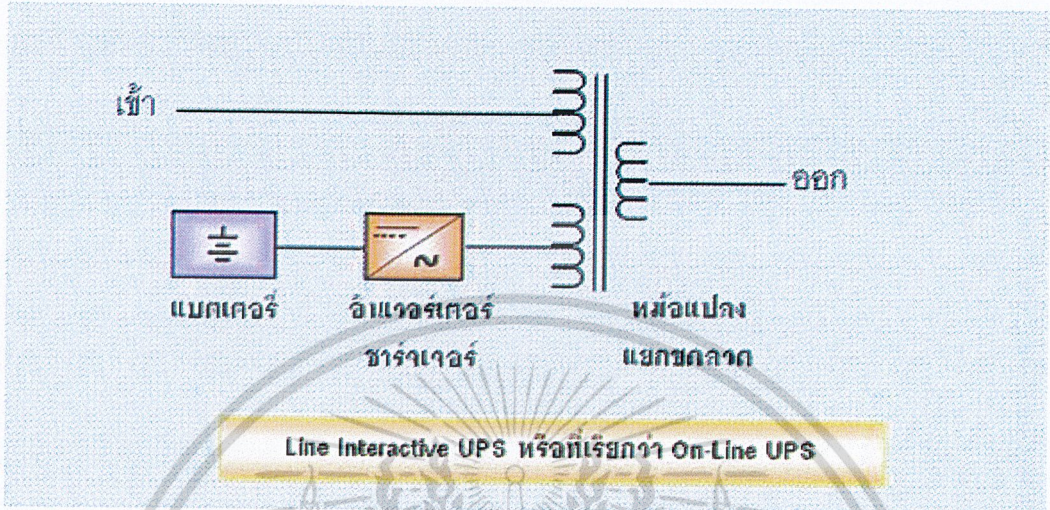 เข้า
ออก
แบตเตอรี่
อินเวอร์เตอร์
ชาร์จเจอร์
หม้อแปลง
แยกขดลวด
Line Interactive UPS หรือที่เรียกว่า On-Line UPS